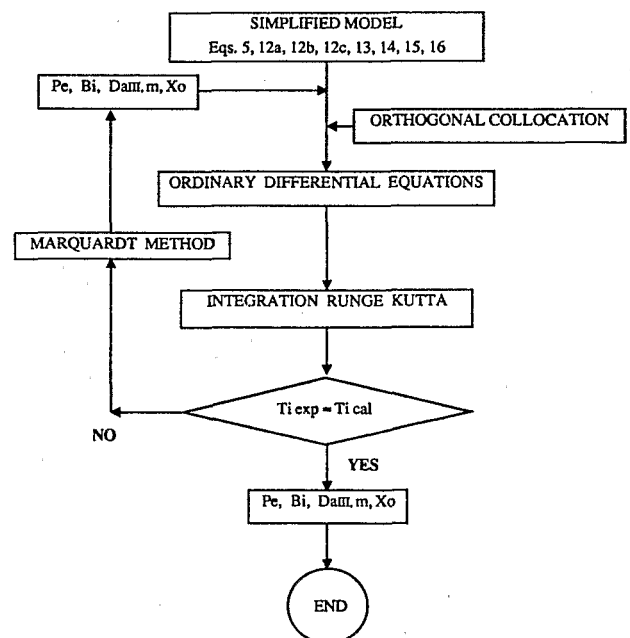 SIMPLIFIED MODEL
Eqs. 5, 12a, 12b, 12c, 13, 14, 15, 16
Pe, Bi, DaIII, m, Xo
ORTHOGONAL COLLOCATION
ORDINARY DIFFERENTIAL EQUATIONS
MARQUARDT METHOD
INTEGRATION RUNGE KUTTA
Ti exp = Ti cal
NO
YES
Pe, Bi, DaIII, m, Xo
END